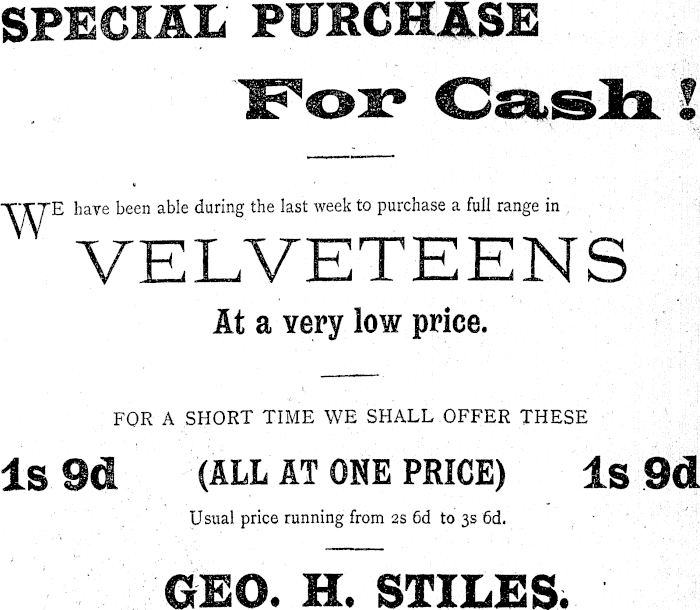 SPECIAL PURCHASE
For Cash!
WE have been able during the last week to purchase a full range in
VELVETEENS
At a very low price.
FOR A SHORT TIME WE SHALL OFFER THESE
1s 9d (ALL AT ONE PRICE) 1s 9d
Usual price running from 2s 6d to 3s 6d.
GEO. H. STILES.